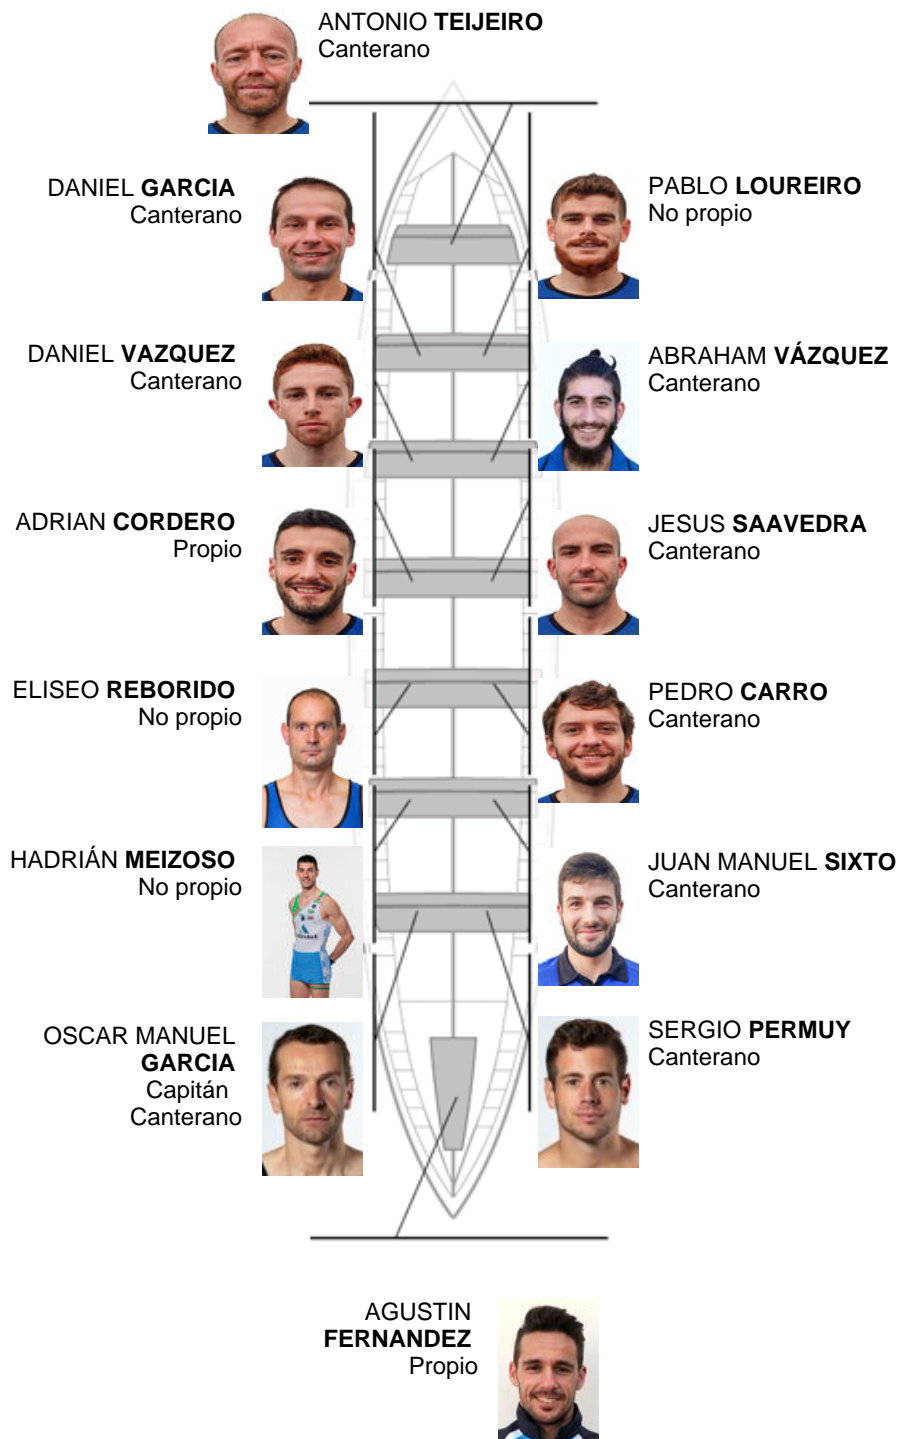 ANTONIO TEIJEIRO
Canterano
DANIEL GARCIA
Canterano
PABLO LOUREIRO
No propio
DANIEL VAZQUEZ
Canterano
ABRAHAM VÁZQUEZ
Canterano
ADRIAN CORDERO
Propio
JESUS SAAVEDRA
Canterano
ELISEO REBORIDO
No propio
PEDRO CARRO
Canterano
HADRIÁN MEIZOSO
No propio
JUAN MANUEL SIXTO
Canterano
OSCAR MANUEL
GARCIA
Capitán
Canterano
SERGIO PERMUY
Canterano
AGUSTIN
FERNANDEZ
Propio